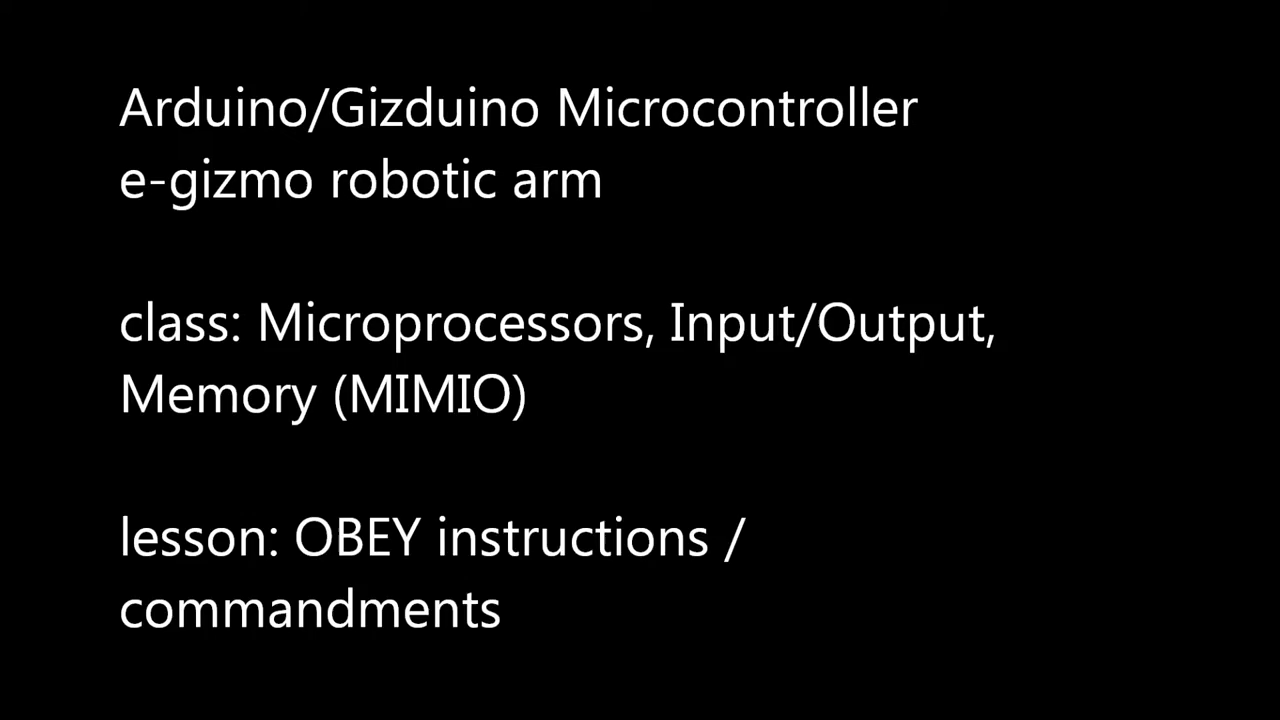 Arduino/Gizduino Microcontroller
e-gizmo robotic arm
class: Microprocessors, Input/Output,
Memory (MIMIO)
lesson: OBEY instructions /
commandments